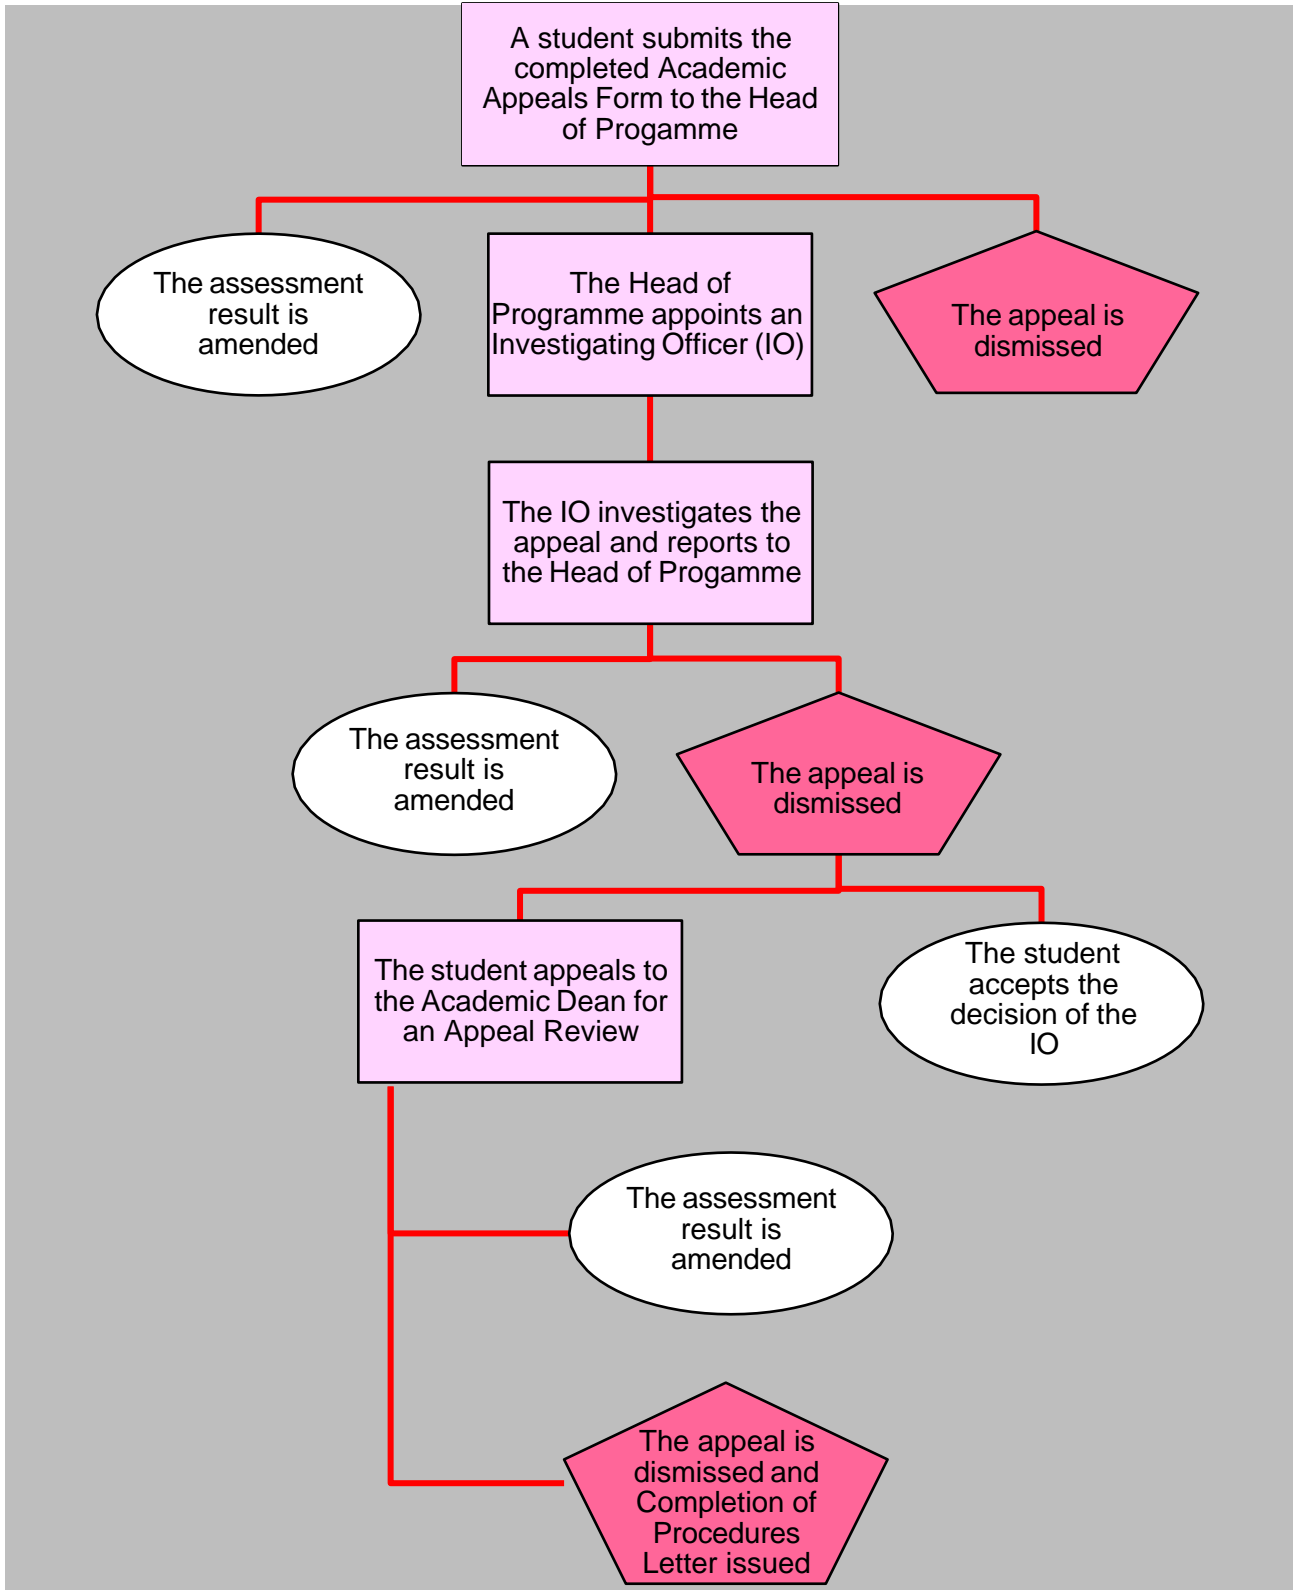 A student submits the
completed Academic
Appeals Form to the Head
of Progamme
The assessment
result is
amended
The Head of
Programme appoints an
Investigating Officer (IO)
The appeal is
dismissed
The IO investigates the
appeal and reports to
the Head of Progamme
The assessment
result is
amended
The appeal is
dismissed
The student appeals to
the Academic Dean for
an Appeal Review
The student
accepts the
decision of the
IO
The assessment
result is
amended
The appeal is
dismissed and
Completion of
Procedures
Letter issued